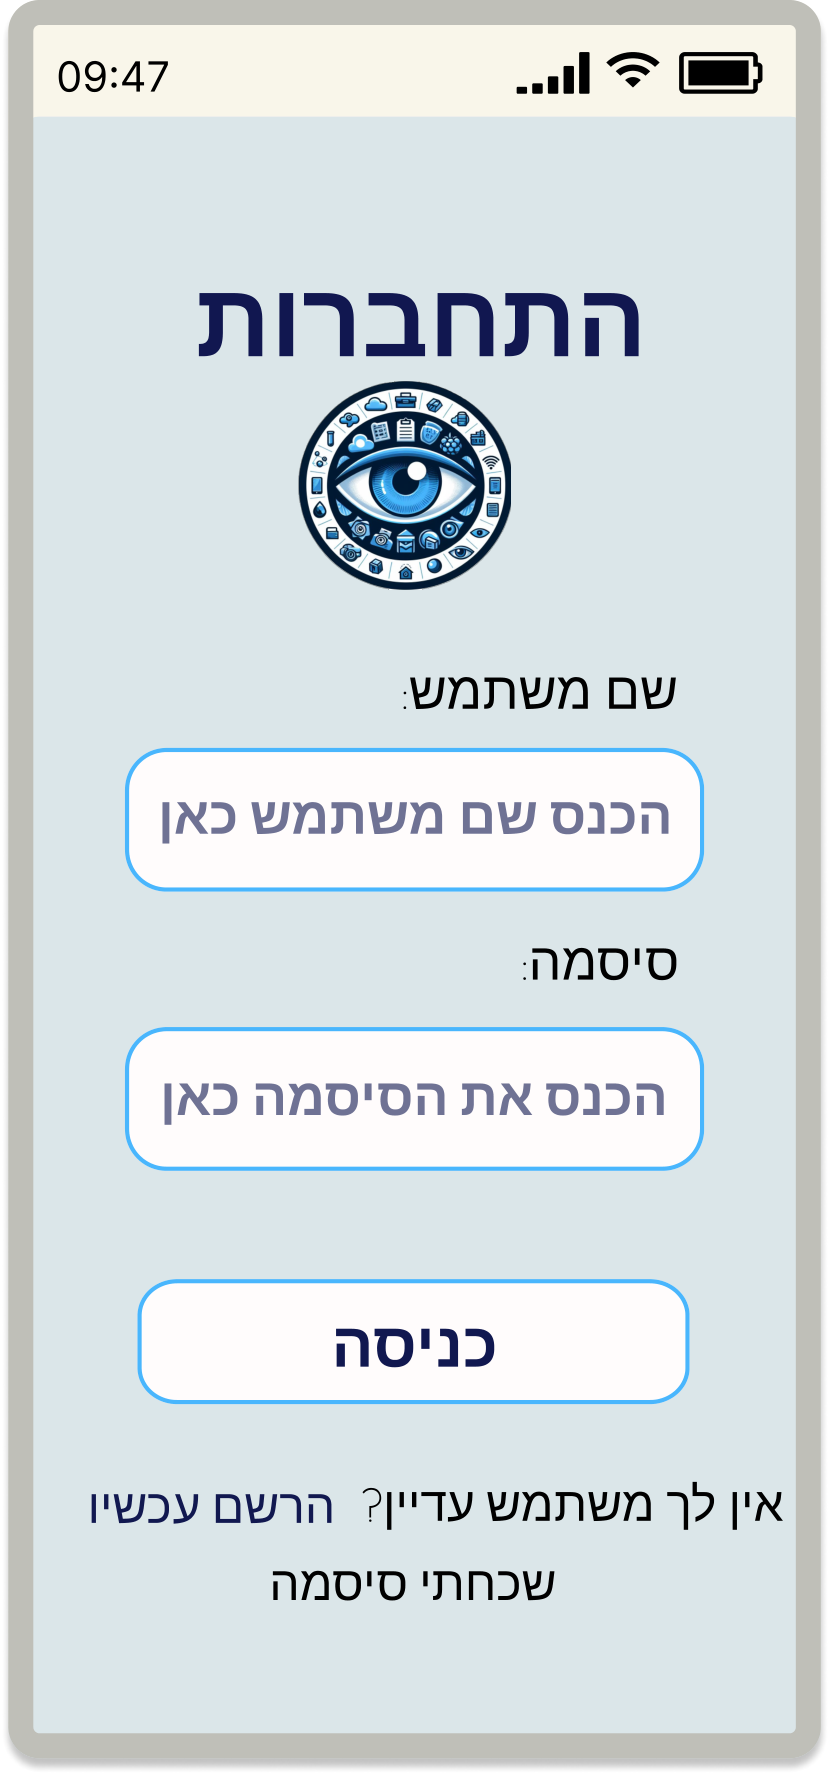 09:47
התחברות
שם משתמש:
הכנס שם משתמש כאן
סיסמה:
הכנס את הסיסמה כאן
כניסה
אין לך משתמש עדיין? הרשם עכשיו
שכחתי סיסמה